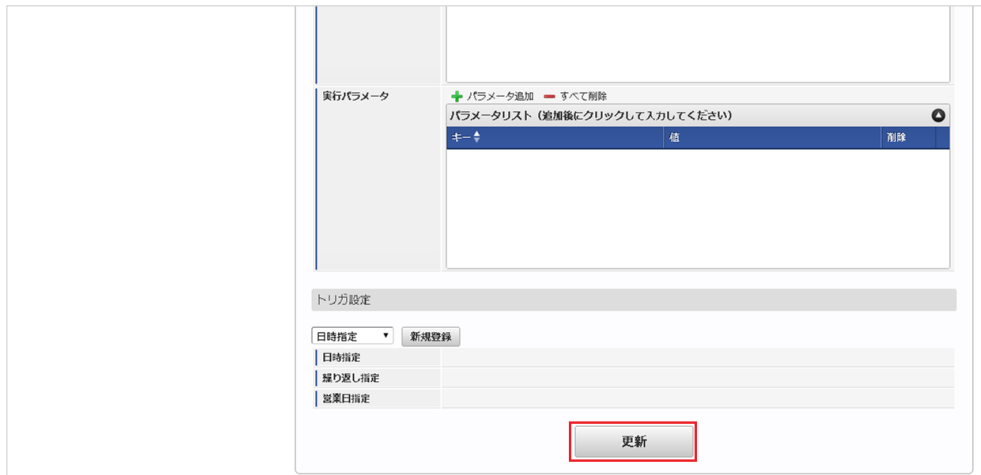 実行パラメータ
パラメータ追加 すべて削除
パラメータリスト（追加後にクリックして入力してください）
キー 値 削除
トリガ設定
日時指定 新規登録
日時指定
繰り返し指定
営業日指定
更新